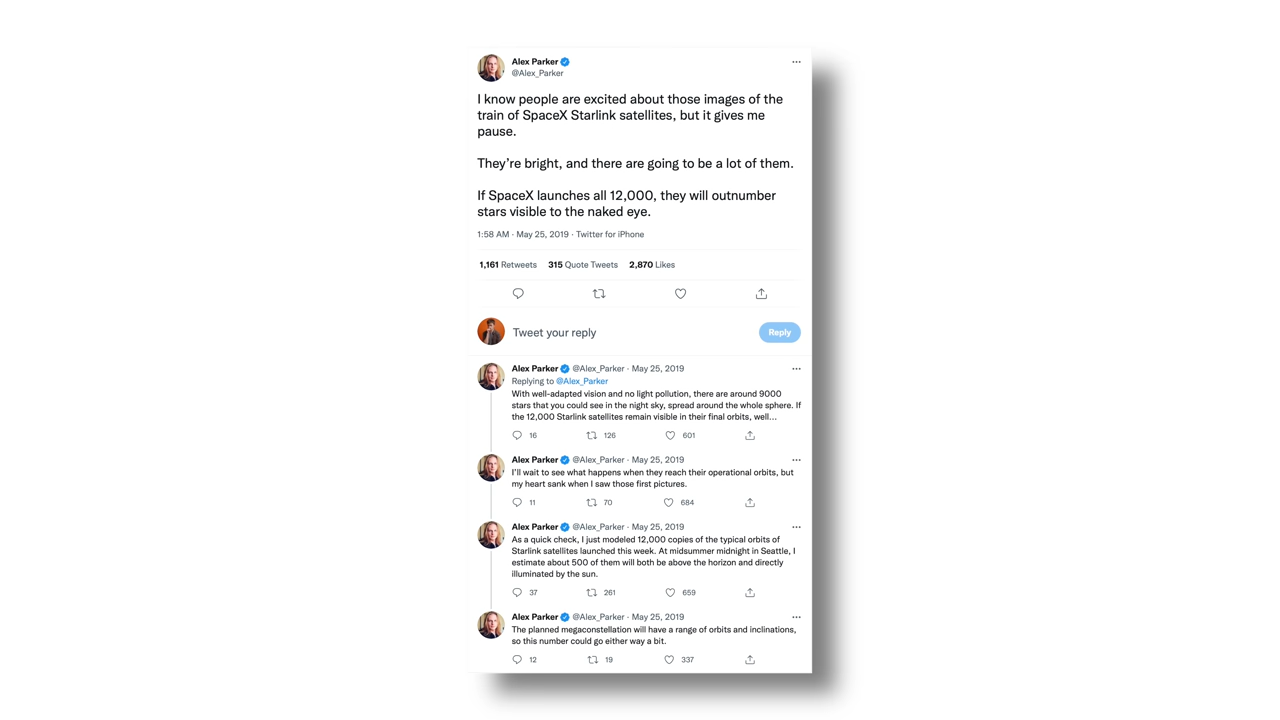 Alex Parker
@Alex_Parker
I know people are excited about those images of the
train of SpaceX Starlink satellites, but it gives me
pause.
They're bright, and there are going to be a lot of them.
If SpaceX launches all 12,000, they will outnumber
stars visible to the naked eye.
1:58 AM · May 25, 2019 · Twitter for iPhone
1,161 Retweets 315 Quote Tweets 2,870 Likes
Tweet your reply
Reply
Alex Parker @Alex_Parker · May 25, 2019
Replying to @Alex_Parker
With well-adapted vision and no light pollution, there are around 9000
stars that you could see in the night sky, spread around the whole sphere. If
the 12,000 Starlink satellites remain visible in their final orbits, well...
16 126 601
Alex Parker @Alex_Parker · May 25, 2019
I'll wait to see what happens when they reach their operational orbits, but
my heart sank when I saw those first pictures.
11 70 684
Alex Parker @Alex_Parker · May 25, 2019
As a quick check, I just modeled 12,000 copies of the typical orbits of
Starlink satellites launched this week. At midsummer midnight in Seattle, I
estimate about 500 of them will both be above the horizon and directly
illuminated by the sun.
37 261 659
Alex Parker @Alex_Parker · May 25, 2019
The planned megaconstellation will have a range of orbits and inclinations,
so this number could go either way a bit.
12 19 337